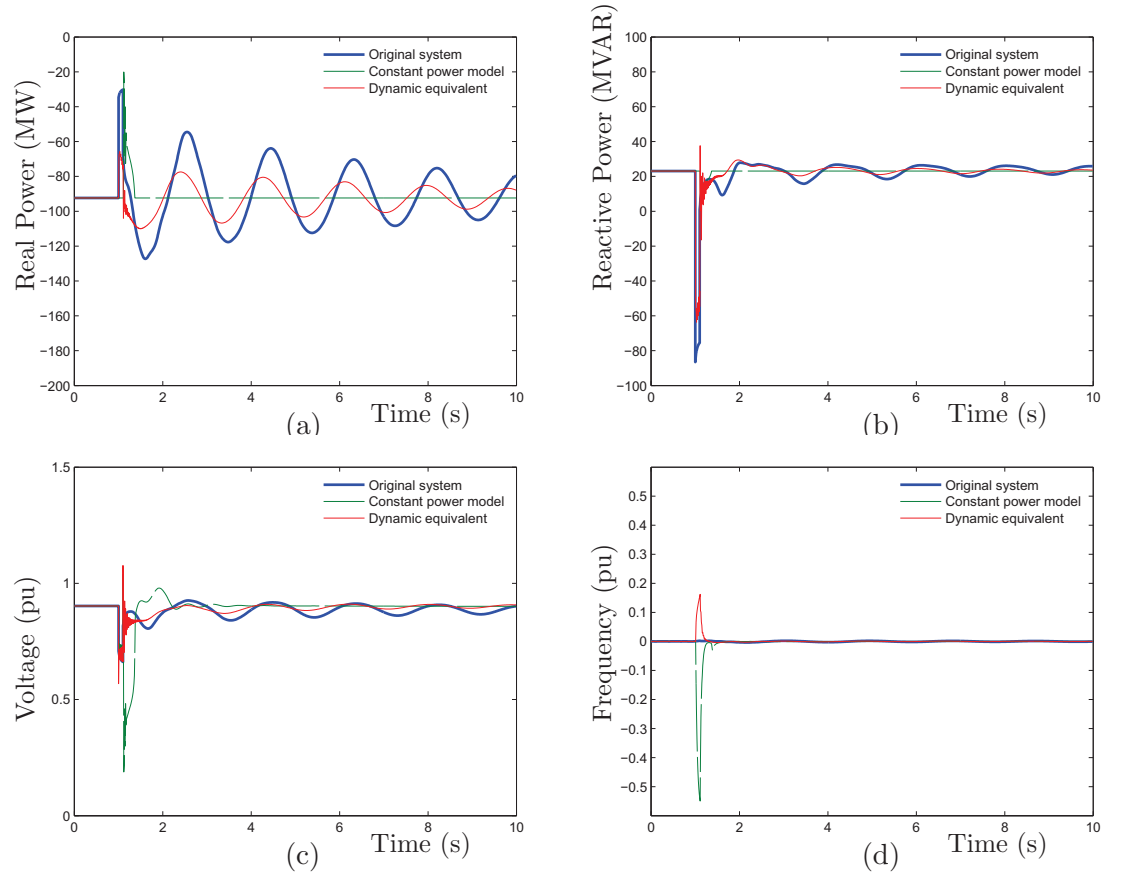 0
−20
−40
−60
−80
−100
−120
−140
−160
−180
−200
Real Power (MW)
Original system
Constant power model
Dynamic equivalent
0 2 4 6 8 10
Time (s)
(a)
100
80
60
40
20
0
−20
−40
−60
−80
−100
Reactive Power (MVAR)
Original system
Constant power model
Dynamic equivalent
0 2 4 6 8 10
Time (s)
(b)
1.5
1
0.5
0
Voltage (pu)
Original system
Constant power model
Dynamic equivalent
0 2 4 6 8 10
Time (s)
(c)
0.5
0.4
0.3
0.2
0.1
0
−0.1
−0.2
−0.3
−0.4
−0.5
Frequency (pu)
Original system
Constant power model
Dynamic equivalent
0 2 4 6 8 10
Time (s)
(d)